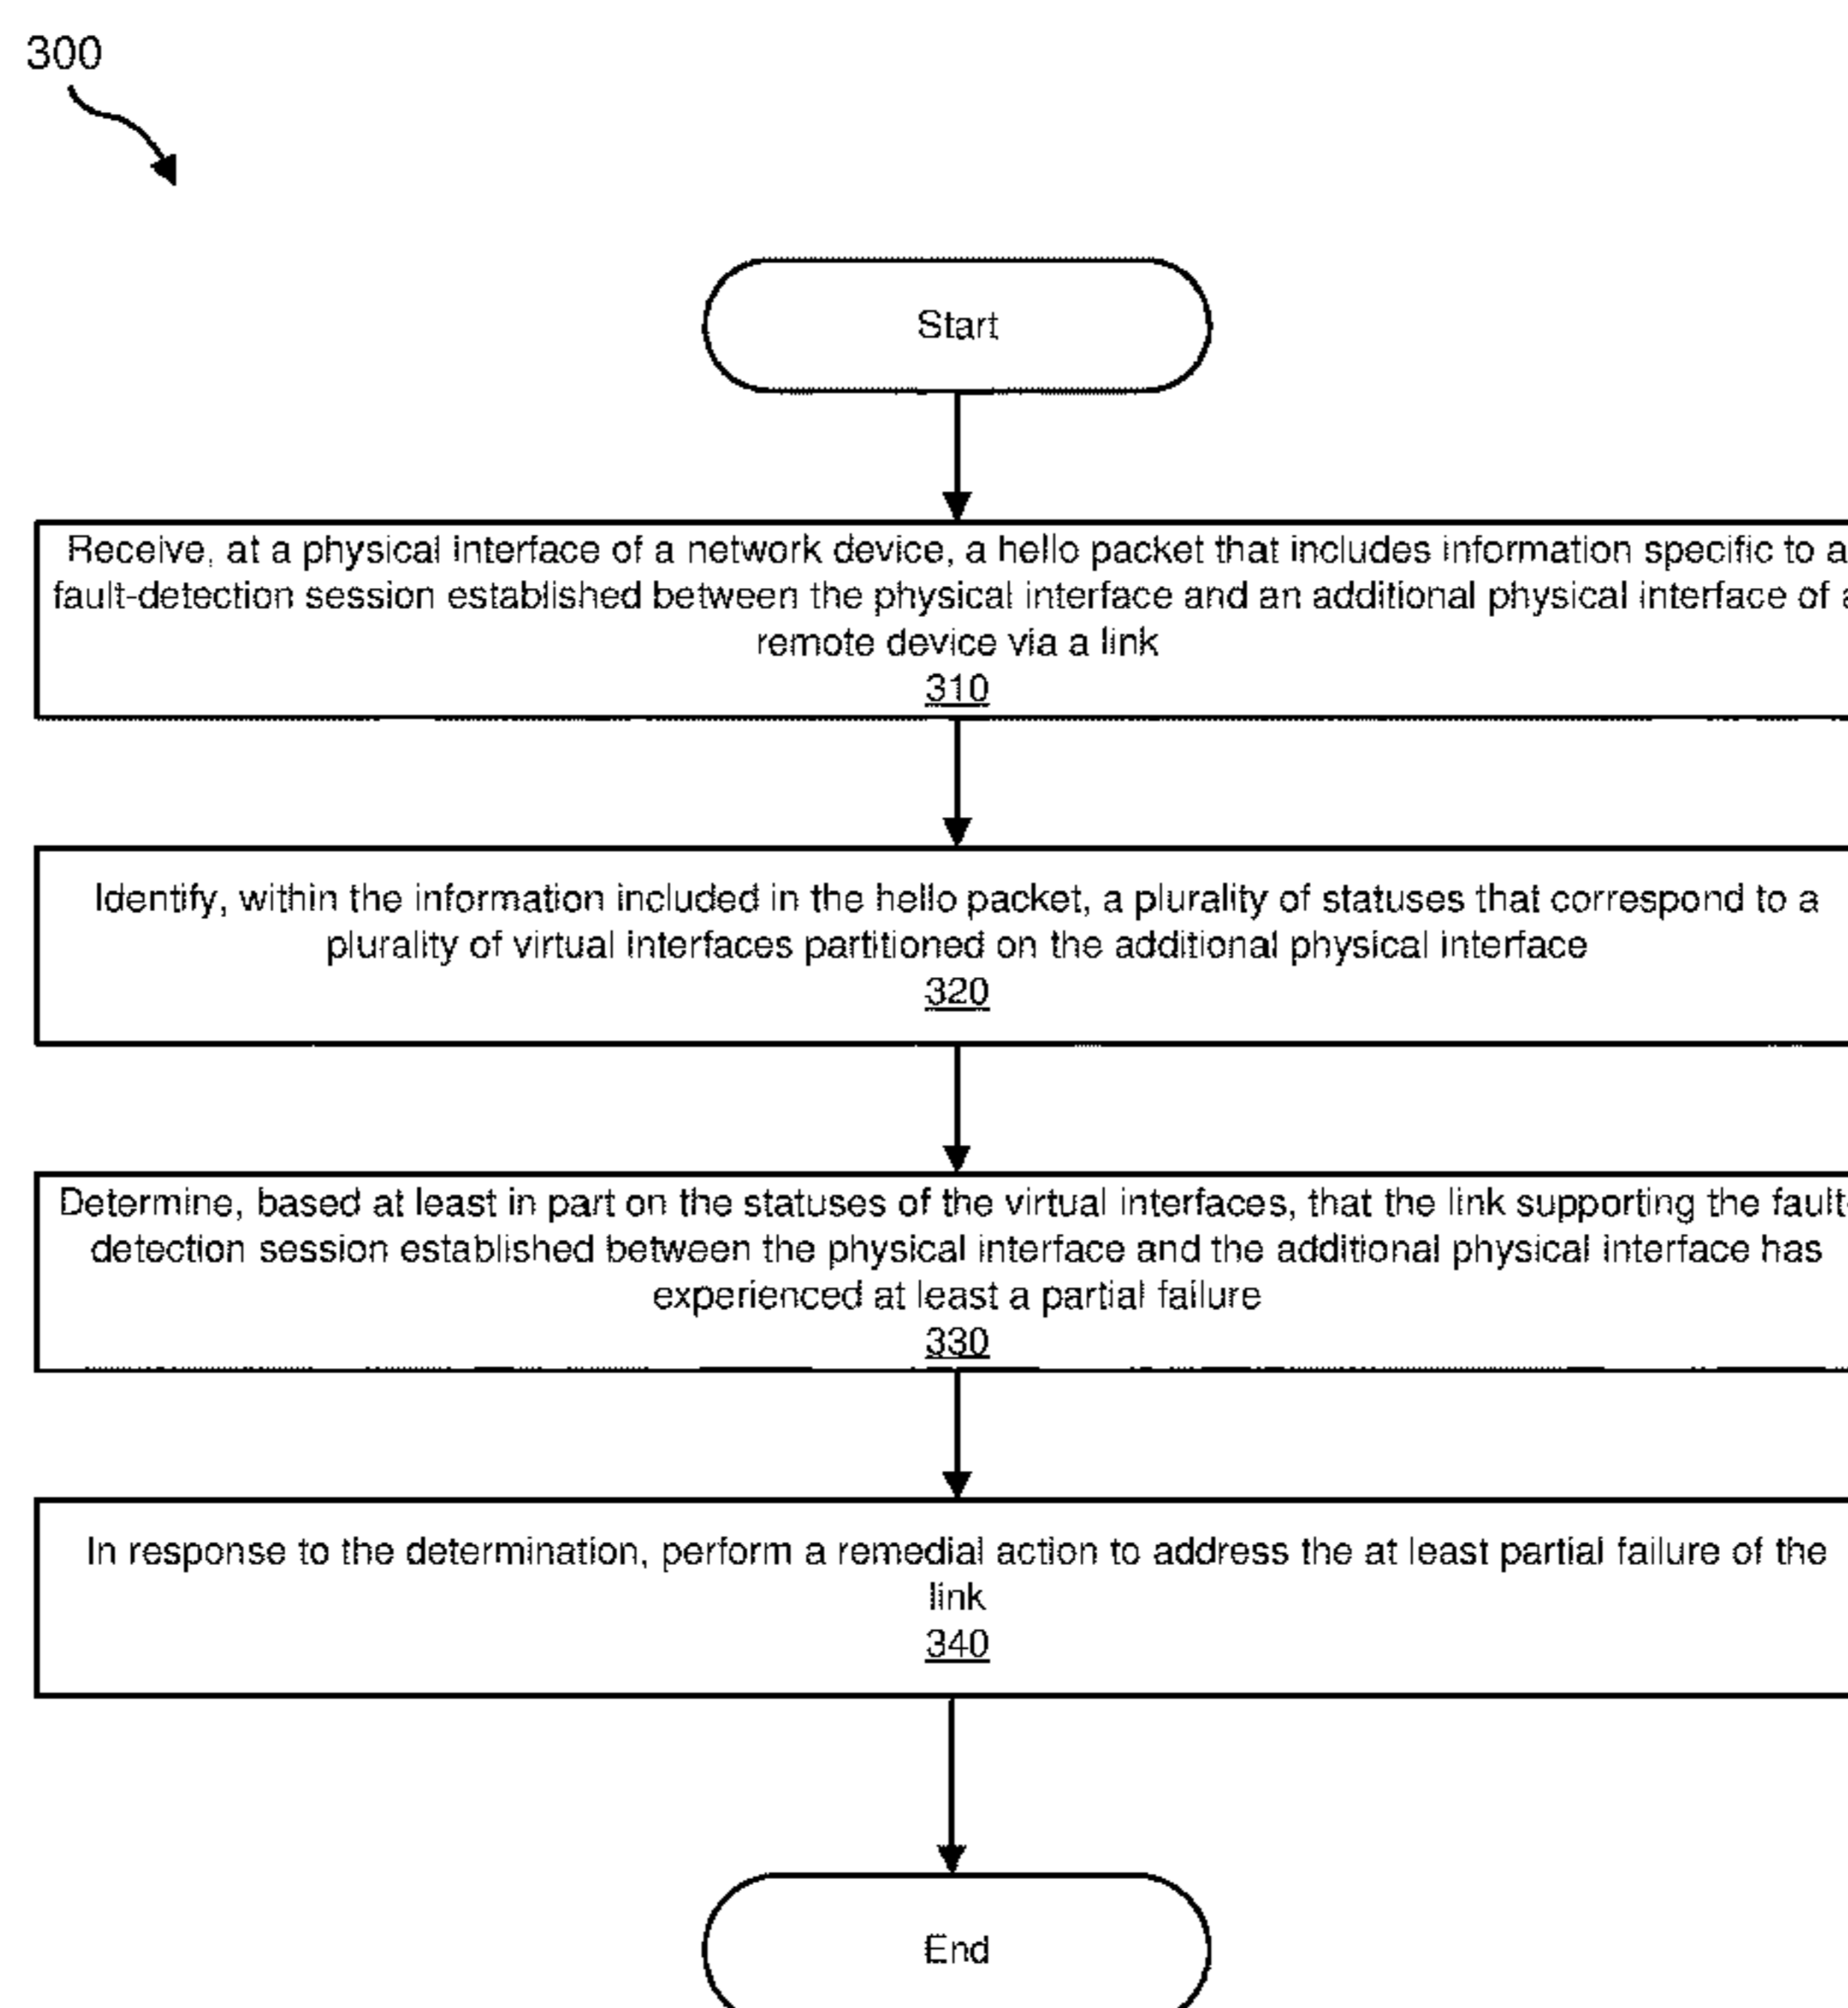 300
Start
Receive, at a physical interface of a network device, a hello packet that includes information specific to a
fault-detection session established between the physical interface and an additional physical interface of a
remote device via a link
310
Identify, within the information included in the hello packet, a plurality of statuses that correspond to a
plurality of virtual interfaces partitioned on the additional physical interface
320
Determine, based at least in part on the statuses of the virtual interfaces, that the link supporting the fault-
detection session established between the physical interface and the additional physical interface has
experienced at least a partial failure
330
In response to the determination, perform a remedial action to address the at least partial failure of the
link
340
End